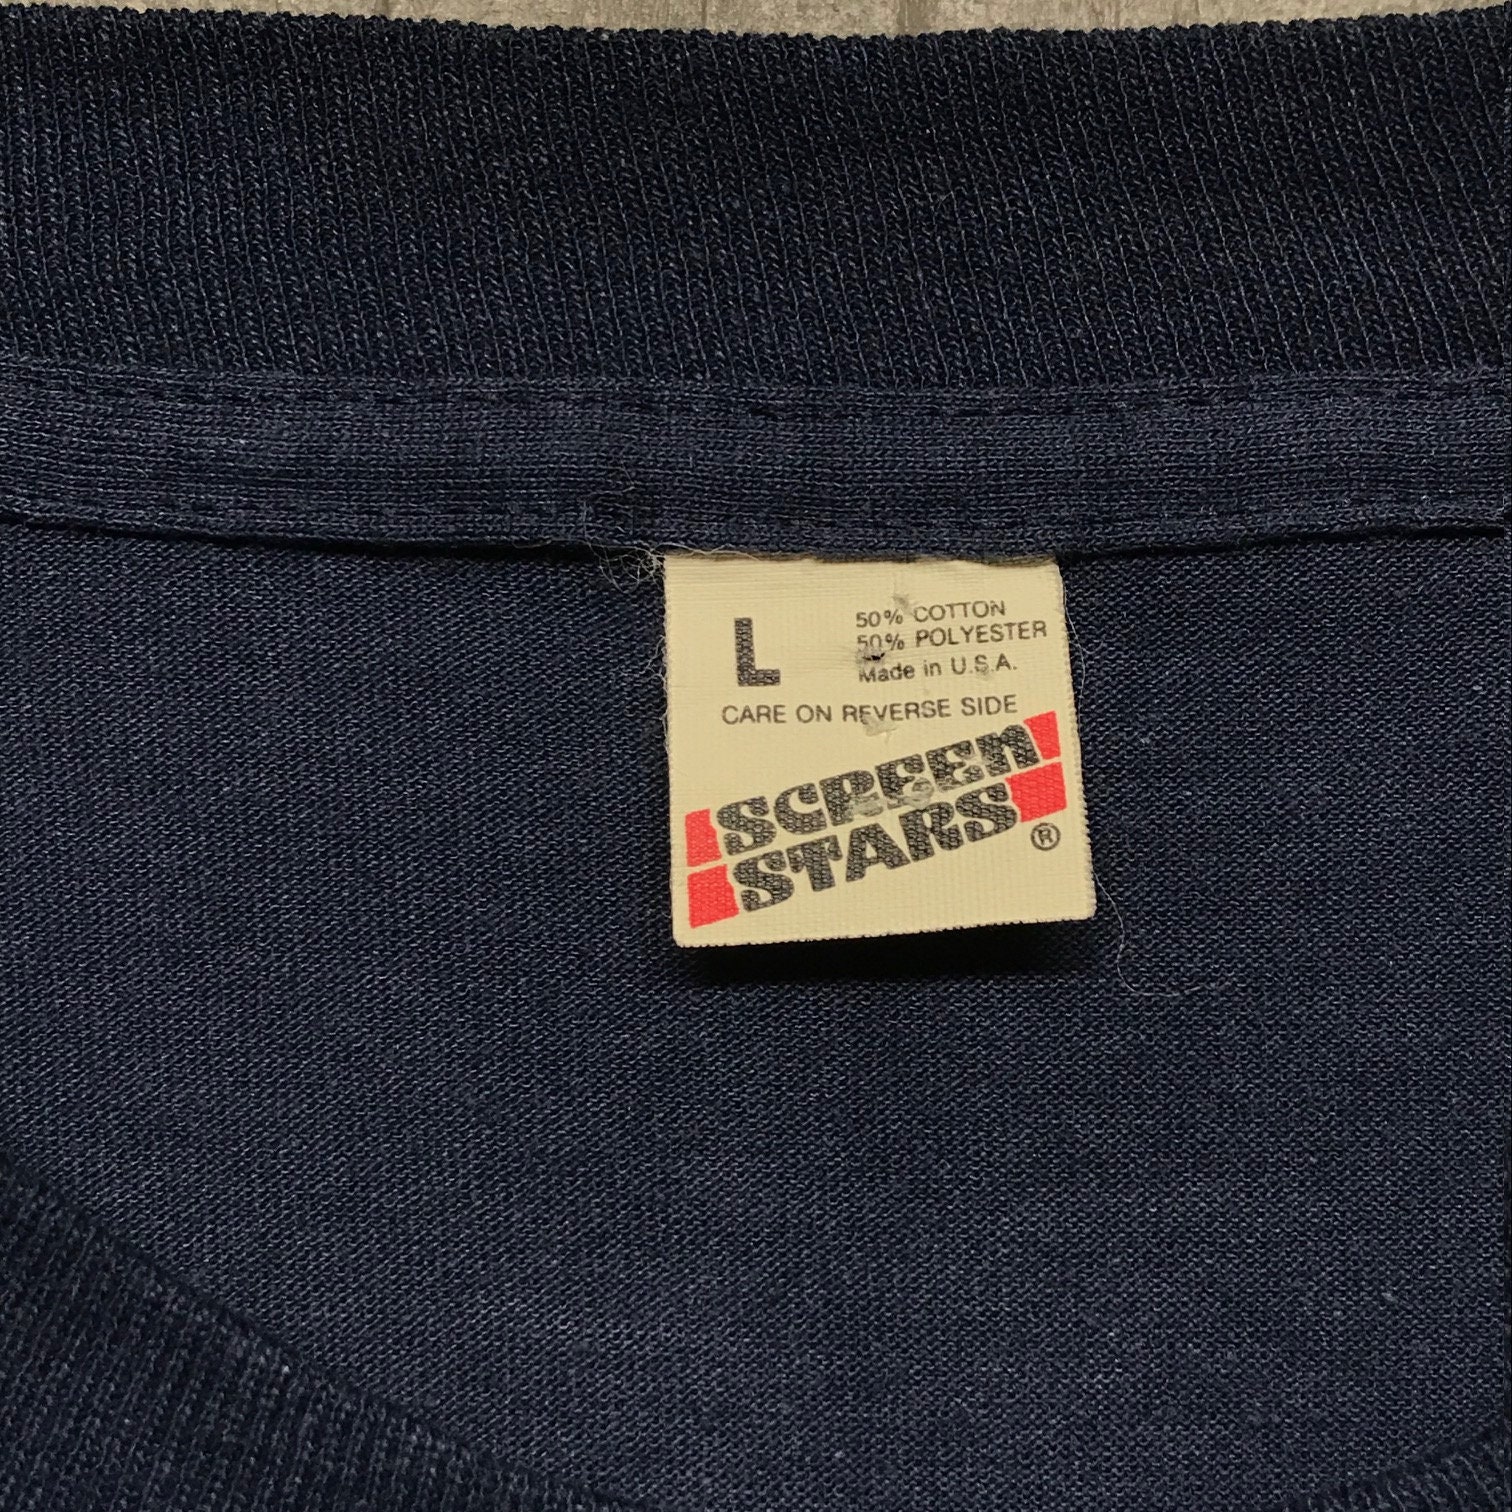 L
50% COTTON
50% POLYESTER
Made in U.S.A.
CARE ON REVERSE SIDE
SCREEN
STARS
®